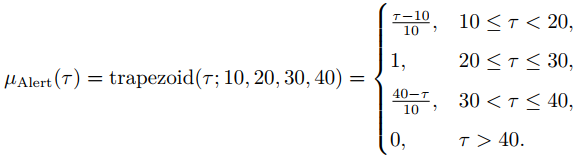 μ_Alert(τ) = trapezoid(τ; 10, 20, 30, 40) =
(τ−10)/10, 10 ≤ τ < 20,
1, 20 ≤ τ ≤ 30,
(40−τ)/10, 30 < τ ≤ 40,
0, τ > 40.